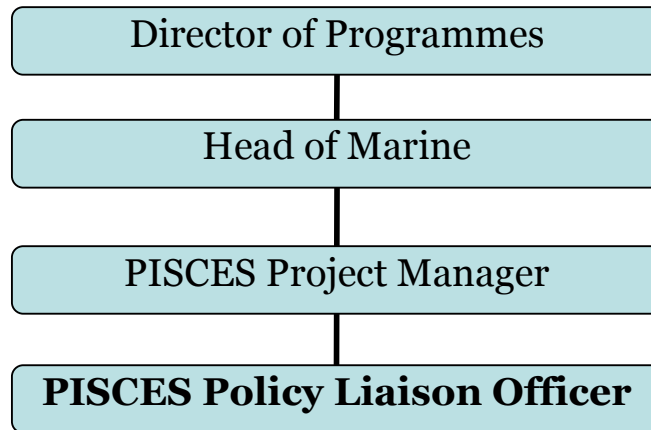 Director of Programmes
Head of Marine
PISCES Project Manager
PISCES Policy Liaison Officer